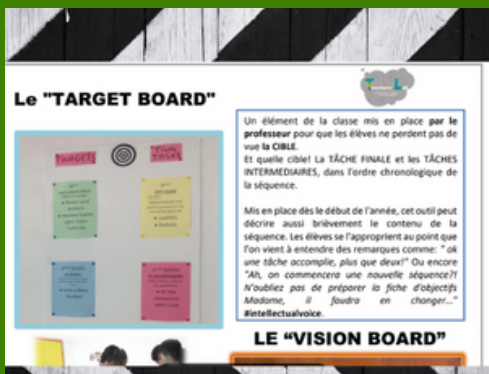 Le "TARGET BOARD"
TARGETS
FINAL
TASKS
Un élément de la classe mis en place par le
professeur pour que les élèves ne perdent pas de
vue la CIBLE.
Et quelle cible! La TÂCHE FINALE et les TÂCHES
INTERMEDIAIRES, dans l'ordre chronologique de
la séquence.
Mis en place dès le début de l'année, cet outil peut
décrire aussi brièvement le contenu de la
séquence. Les élèves se l'approprient au point que
l'on vient à entendre des remarques comme: " ok
une tâche accomplie, plus que deux!" Ou encore
"Ah, on commencera une nouvelle séquence?!
N'oubliez pas de préparer la fiche d'objectifs
Madame, il faudra en changer..."
#intellectualvoice.
LE “VISION BOARD”